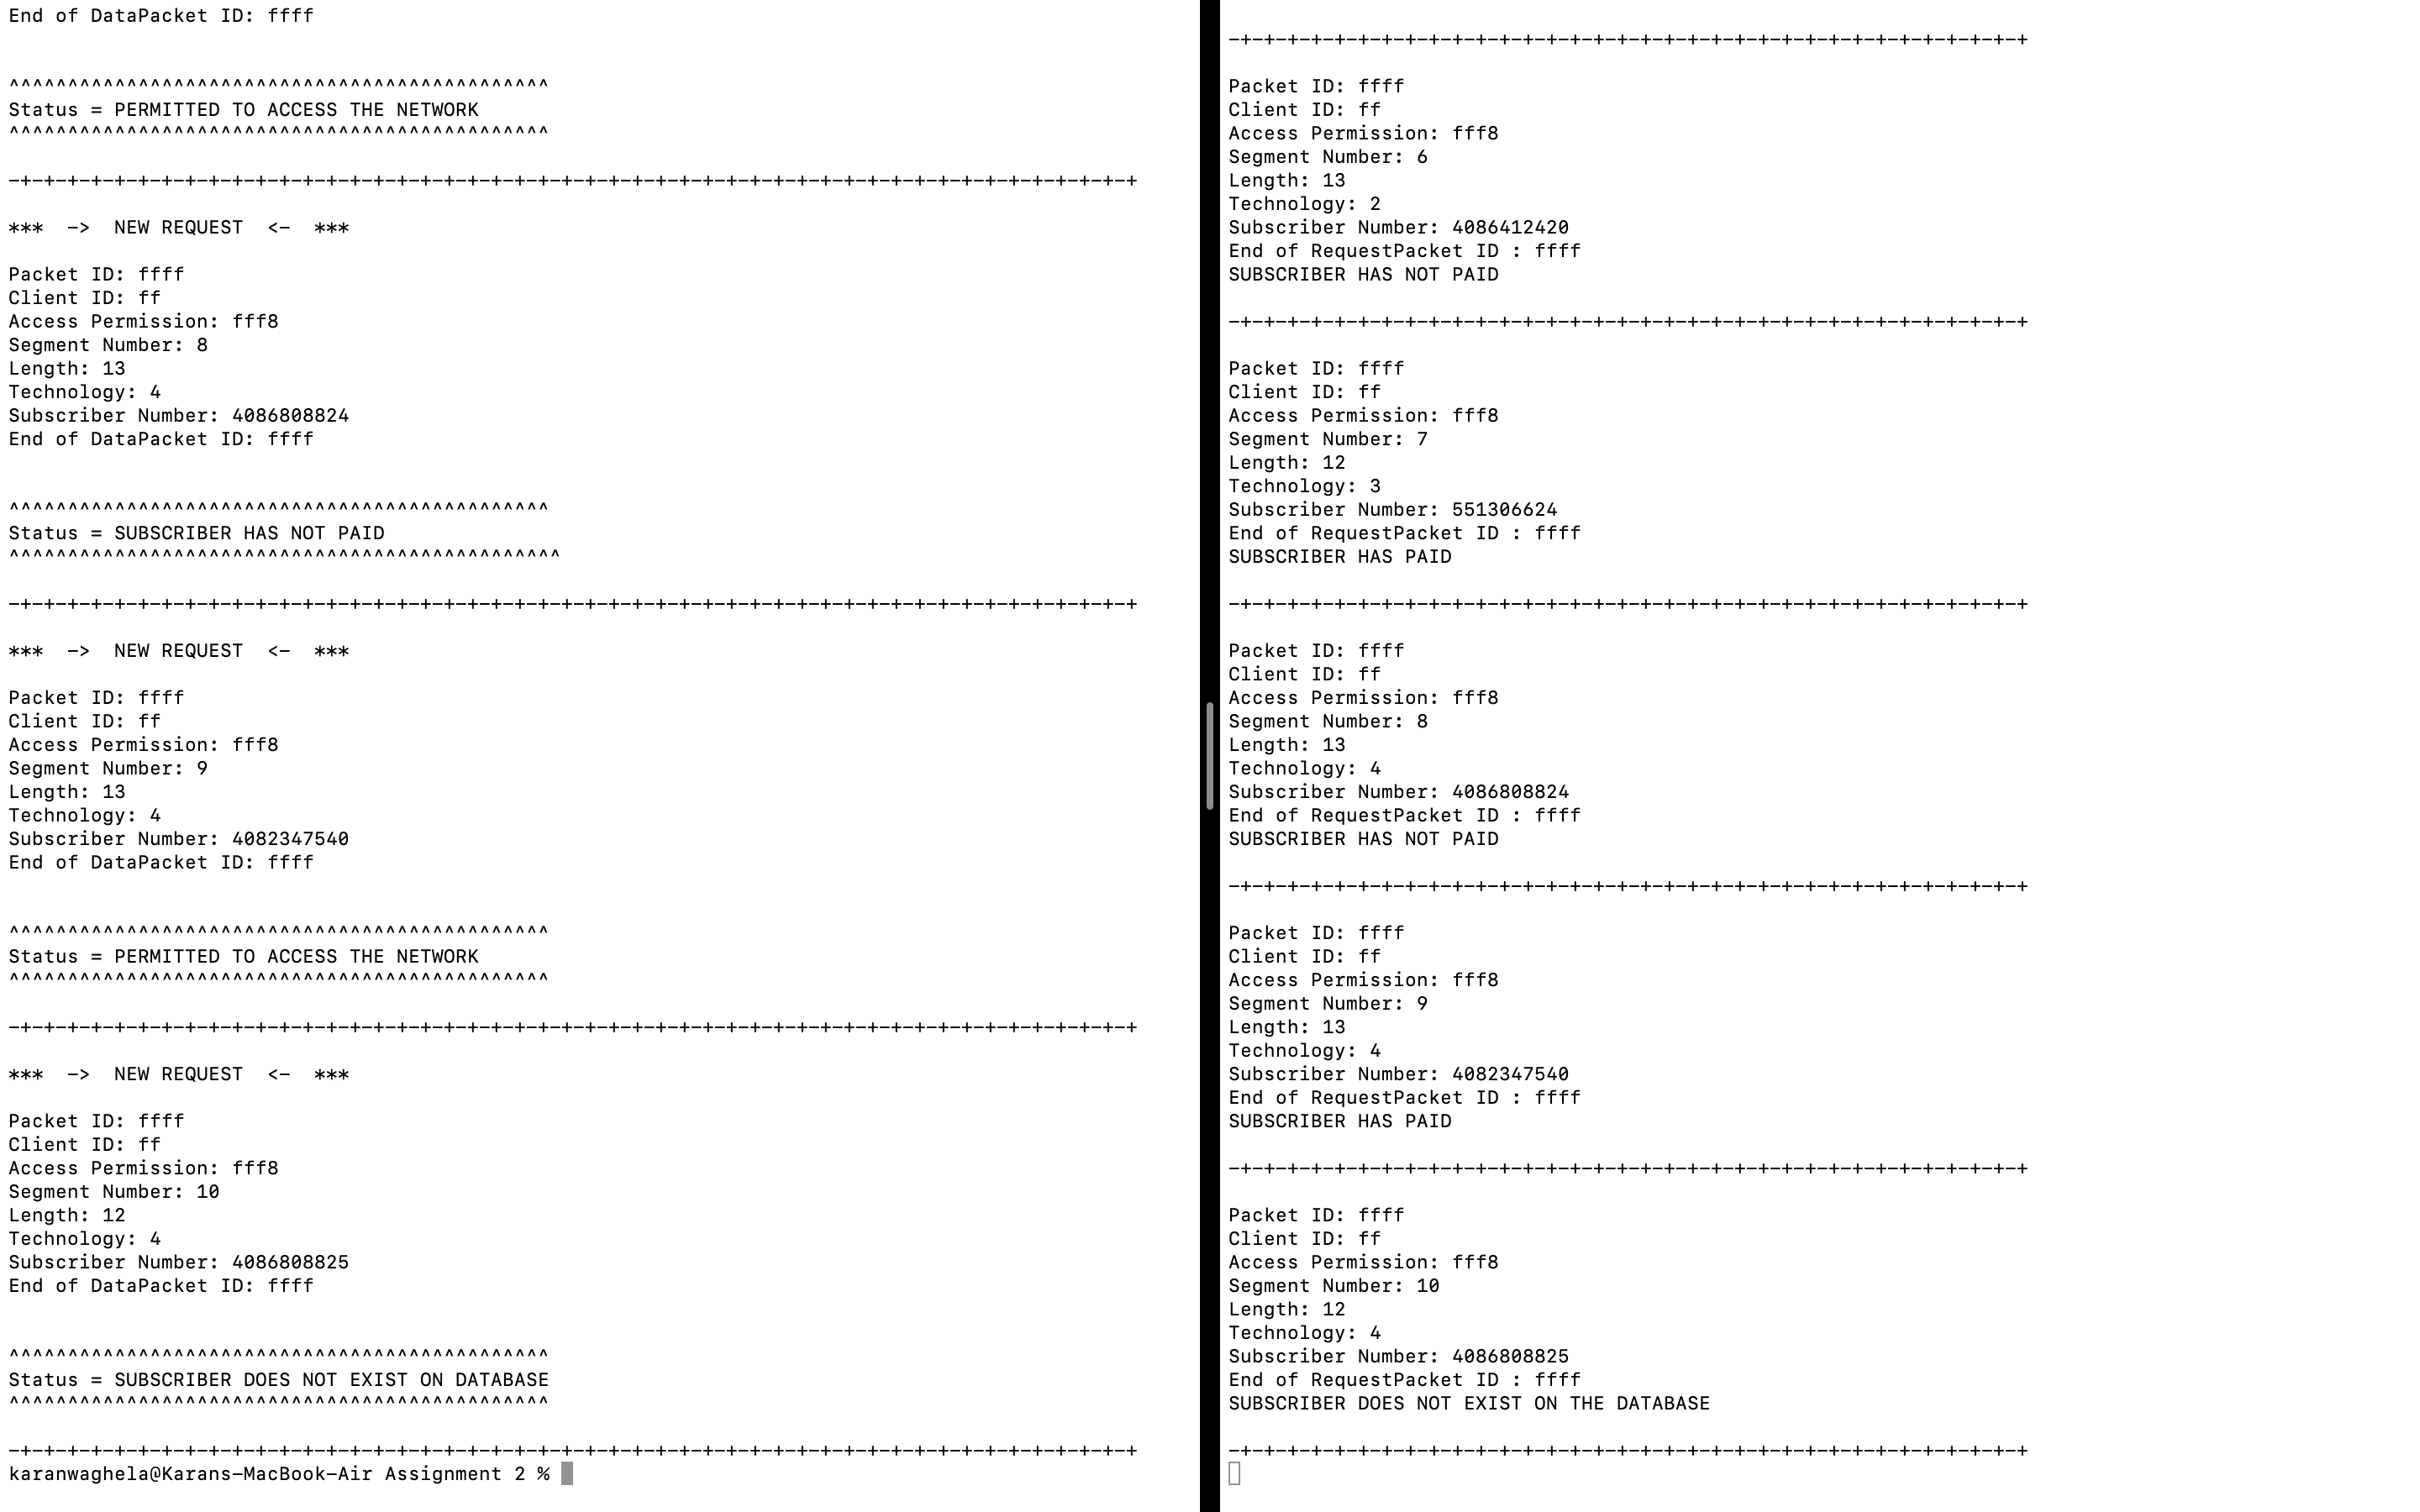 End of DataPacket ID: ffff
^^^^^^^^^^^^^^^^^^^^^^^^^^^^^^^^^^^^^^^^^^^^^^
Status = PERMITTED TO ACCESS THE NETWORK
^^^^^^^^^^^^^^^^^^^^^^^^^^^^^^^^^^^^^^^^^^^^^^
-+-+-+-+-+-+-+-+-+-+-+-+-+-+-+-+-+-+-+-+-+-+-+-+-+-+-+-+-+-+-+-+-+-+-+-+-+-+-+-+-+-+-+-+-+-+-+-+
*** -> NEW REQUEST <- ***
Packet ID: ffff
Client ID: ff
Access Permission: fff8
Segment Number: 8
Length: 13
Technology: 4
Subscriber Number: 4086808824
End of DataPacket ID: ffff
^^^^^^^^^^^^^^^^^^^^^^^^^^^^^^^^^^^^^^^^^^^^^^
Status = SUBSCRIBER HAS NOT PAID
^^^^^^^^^^^^^^^^^^^^^^^^^^^^^^^^^^^^^^^^^^^^^^^
-+-+-+-+-+-+-+-+-+-+-+-+-+-+-+-+-+-+-+-+-+-+-+-+-+-+-+-+-+-+-+-+-+-+-+-+-+-+-+-+-+-+-+-+-+-+-+-+
*** -> NEW REQUEST <- ***
Packet ID: ffff
Client ID: ff
Access Permission: fff8
Segment Number: 9
Length: 13
Technology: 4
Subscriber Number: 4082347540
End of DataPacket ID: ffff
^^^^^^^^^^^^^^^^^^^^^^^^^^^^^^^^^^^^^^^^^^^^^^
Status = PERMITTED TO ACCESS THE NETWORK
^^^^^^^^^^^^^^^^^^^^^^^^^^^^^^^^^^^^^^^^^^^^^^
-+-+-+-+-+-+-+-+-+-+-+-+-+-+-+-+-+-+-+-+-+-+-+-+-+-+-+-+-+-+-+-+-+-+-+-+-+-+-+-+-+-+-+-+-+-+-+-+
*** -> NEW REQUEST <- ***
Packet ID: ffff
Client ID: ff
Access Permission: fff8
Segment Number: 10
Length: 12
Technology: 4
Subscriber Number: 4086808825
End of DataPacket ID: ffff
^^^^^^^^^^^^^^^^^^^^^^^^^^^^^^^^^^^^^^^^^^^^^^
Status = SUBSCRIBER DOES NOT EXIST ON DATABASE
^^^^^^^^^^^^^^^^^^^^^^^^^^^^^^^^^^^^^^^^^^^^^^
-+-+-+-+-+-+-+-+-+-+-+-+-+-+-+-+-+-+-+-+-+-+-+-+-+-+-+-+-+-+-+-+-+-+-+-+-+-+-+-+-+-+-+-+-+-+-+-+
karanwaghela@Karans-MacBook-Air Assignment 2 %
-+-+-+-+-+-+-+-+-+-+-+-+-+-+-+-+-+-+-+-+-+-+-+-+-+-+-+-+-+-+-+-+-+-+
Packet ID: ffff
Client ID: ff
Access Permission: fff8
Segment Number: 6
Length: 13
Technology: 2
Subscriber Number: 4086412420
End of RequestPacket ID : ffff
SUBSCRIBER HAS NOT PAID
-+-+-+-+-+-+-+-+-+-+-+-+-+-+-+-+-+-+-+-+-+-+-+-+-+-+-+-+-+-+-+-+-+-+
Packet ID: ffff
Client ID: ff
Access Permission: fff8
Segment Number: 7
Length: 12
Technology: 3
Subscriber Number: 551306624
End of RequestPacket ID : ffff
SUBSCRIBER HAS PAID
-+-+-+-+-+-+-+-+-+-+-+-+-+-+-+-+-+-+-+-+-+-+-+-+-+-+-+-+-+-+-+-+-+-+
Packet ID: ffff
Client ID: ff
Access Permission: fff8
Segment Number: 8
Length: 13
Technology: 4
Subscriber Number: 4086808824
End of RequestPacket ID : ffff
SUBSCRIBER HAS NOT PAID
-+-+-+-+-+-+-+-+-+-+-+-+-+-+-+-+-+-+-+-+-+-+-+-+-+-+-+-+-+-+-+-+-+-+
Packet ID: ffff
Client ID: ff
Access Permission: fff8
Segment Number: 9
Length: 13
Technology: 4
Subscriber Number: 4082347540
End of RequestPacket ID : ffff
SUBSCRIBER HAS PAID
-+-+-+-+-+-+-+-+-+-+-+-+-+-+-+-+-+-+-+-+-+-+-+-+-+-+-+-+-+-+-+-+-+-+
Packet ID: ffff
Client ID: ff
Access Permission: fff8
Segment Number: 10
Length: 12
Technology: 4
Subscriber Number: 4086808825
End of RequestPacket ID : ffff
SUBSCRIBER DOES NOT EXIST ON THE DATABASE
-+-+-+-+-+-+-+-+-+-+-+-+-+-+-+-+-+-+-+-+-+-+-+-+-+-+-+-+-+-+-+-+-+-+